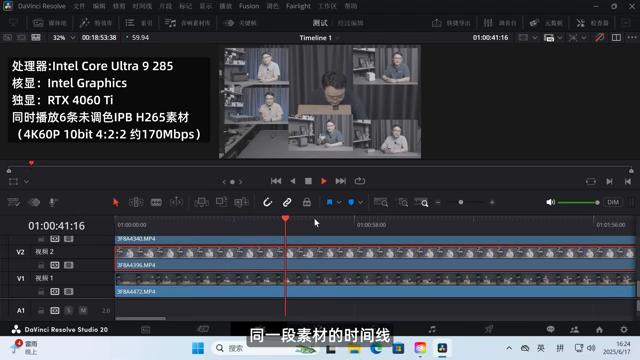 DaVinci Resolve 文件 编辑 修剪 时间线 片段 标记 显示 播放 Fusion 调色 Fairlight 工作区 帮助
媒体池 特效库 索引 音响素材库 关键帧 测试 已经编辑 快捷导出 调音台 元数据 检查器
32% 00:18:53:38 59.94 Timeline 1 01:00:41:16
处理器:Intel Core Ultra 9 285
核显：Intel Graphics
独显：RTX 4060 Ti
同时播放6条未调色IPB H265素材
（4K60P 10bit 4:2:2 约170Mbps）
DIM
01:00:41:16 01:00:00:00 01:00:58:00 01:01:56:00
3F8A4340.MP4
V2 视频 2
3F8A4396.MP4
V1 视频 1
3F8A4472.MP4
A1 S M 2.0
同一段素材的时间线
DaVinci Resolve Studio 20
雷雨
晚上
搜索
英 拼
16:24
2025/6/17